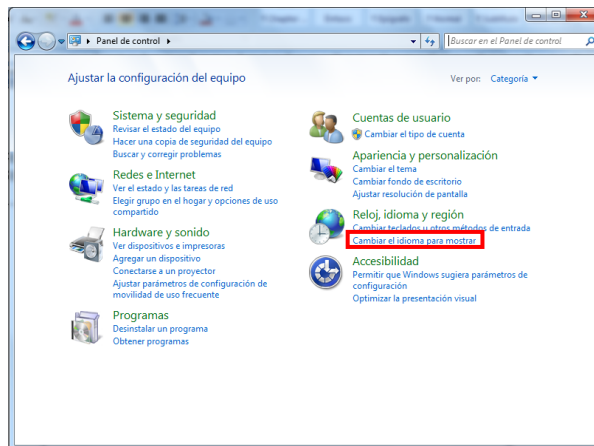 Panel de control
Buscar en el Panel de control
Ajustar la configuración del equipo
Ver por: Categoría
Sistema y seguridad
Revisar el estado del equipo
Hacer una copia de seguridad del equipo
Buscar y corregir problemas
Redes e Internet
Ver el estado y las tareas de red
Elegir grupo en el hogar y opciones de uso
compartido
Hardware y sonido
Ver dispositivos e impresoras
Agregar un dispositivo
Conectarse a un proyector
Ajustar parámetros de configuración de
movilidad de uso frecuente
Programas
Desinstalar un programa
Obtener programas
Cuentas de usuario
Cambiar el tipo de cuenta
Apariencia y personalización
Cambiar el tema
Cambiar fondo de escritorio
Ajustar resolución de pantalla
Reloj, idioma y región
Cambiar teclados u otros métodos de entrada
Cambiar el idioma para mostrar
Accesibilidad
Permitir que Windows sugiera parámetros de
configuración
Optimizar la presentación visual